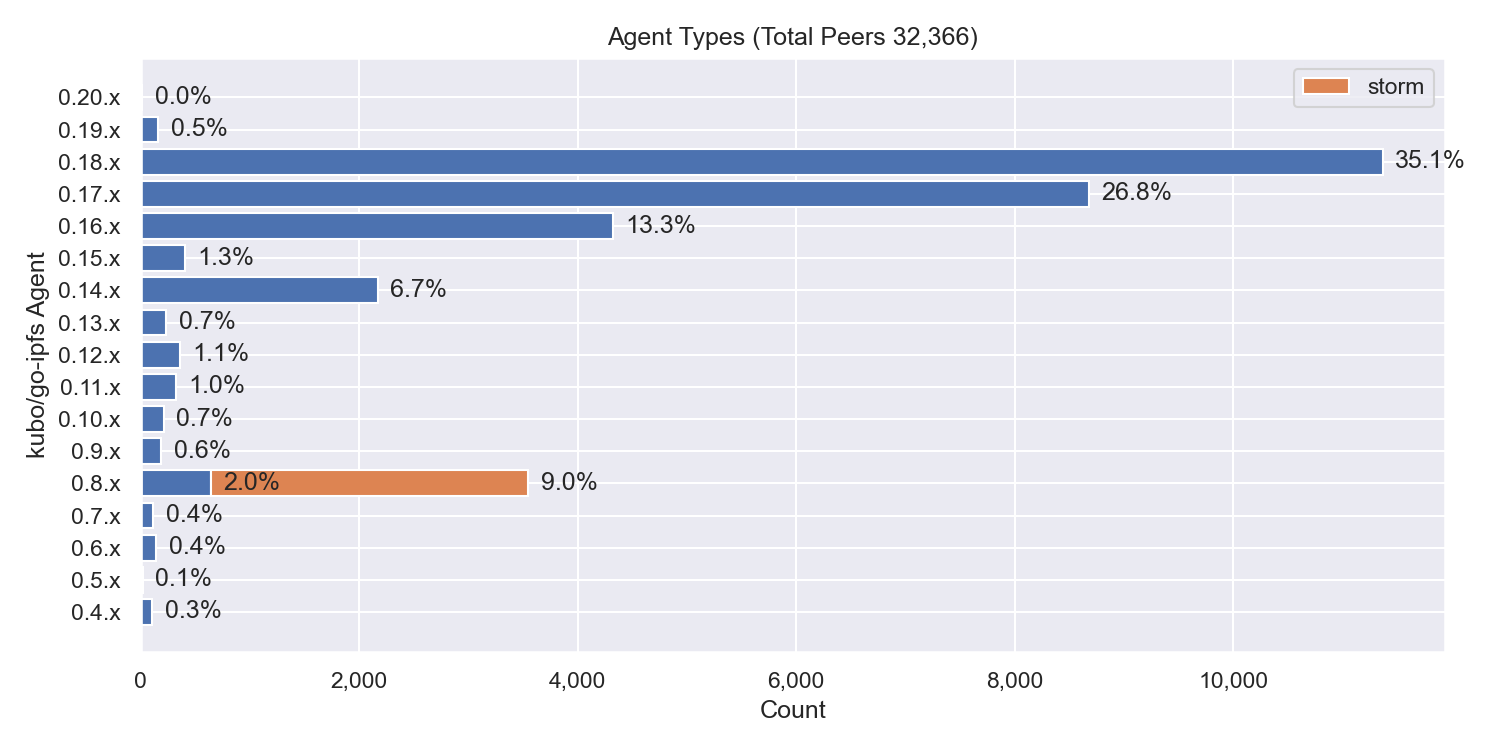 Agent Types (Total Peers 32,366)
storm
kubo/go-ipfs Agent
0.20.x 0.0%
0.19.x 0.5%
0.18.x 35.1%
0.17.x 26.8%
0.16.x 13.3%
0.15.x 1.3%
0.14.x 6.7%
0.13.x 0.7%
0.12.x 1.1%
0.11.x 1.0%
0.10.x 0.7%
0.9.x 0.6%
0.8.x 2.0% 9.0%
0.7.x 0.4%
0.6.x 0.4%
0.5.x 0.1%
0.4.x 0.3%
0 2,000 4,000 6,000 8,000 10,000
Count